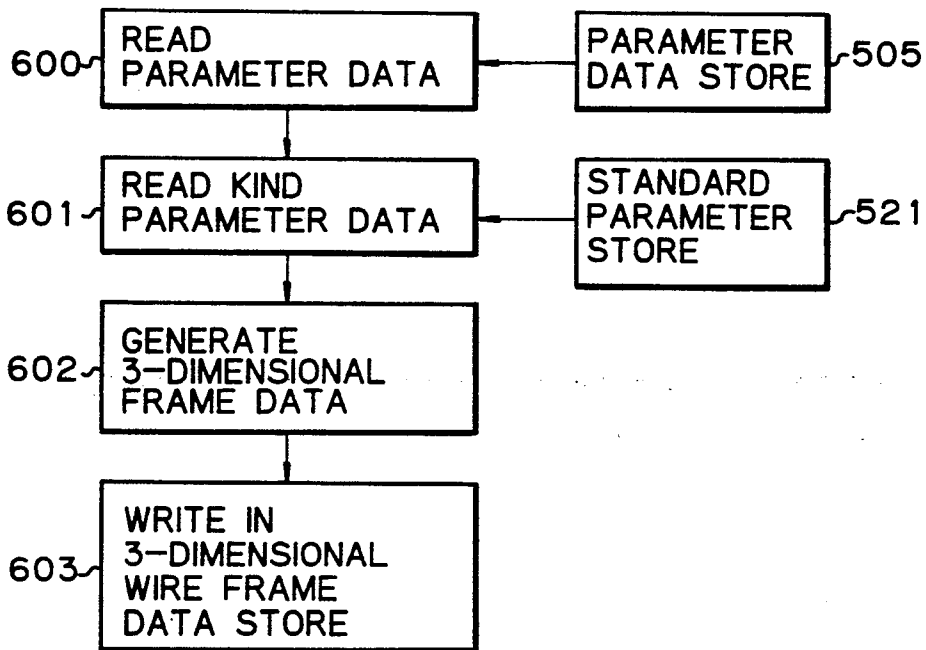 600
READ
PARAMETER DATA
PARAMETER
DATA STORE
505
601
READ KIND
PARAMETER DATA
STANDARD
PARAMETER
STORE
521
602
GENERATE
3-DIMENSIONAL
FRAME DATA
603
WRITE IN
3-DIMENSIONAL
WIRE FRAME
DATA STORE